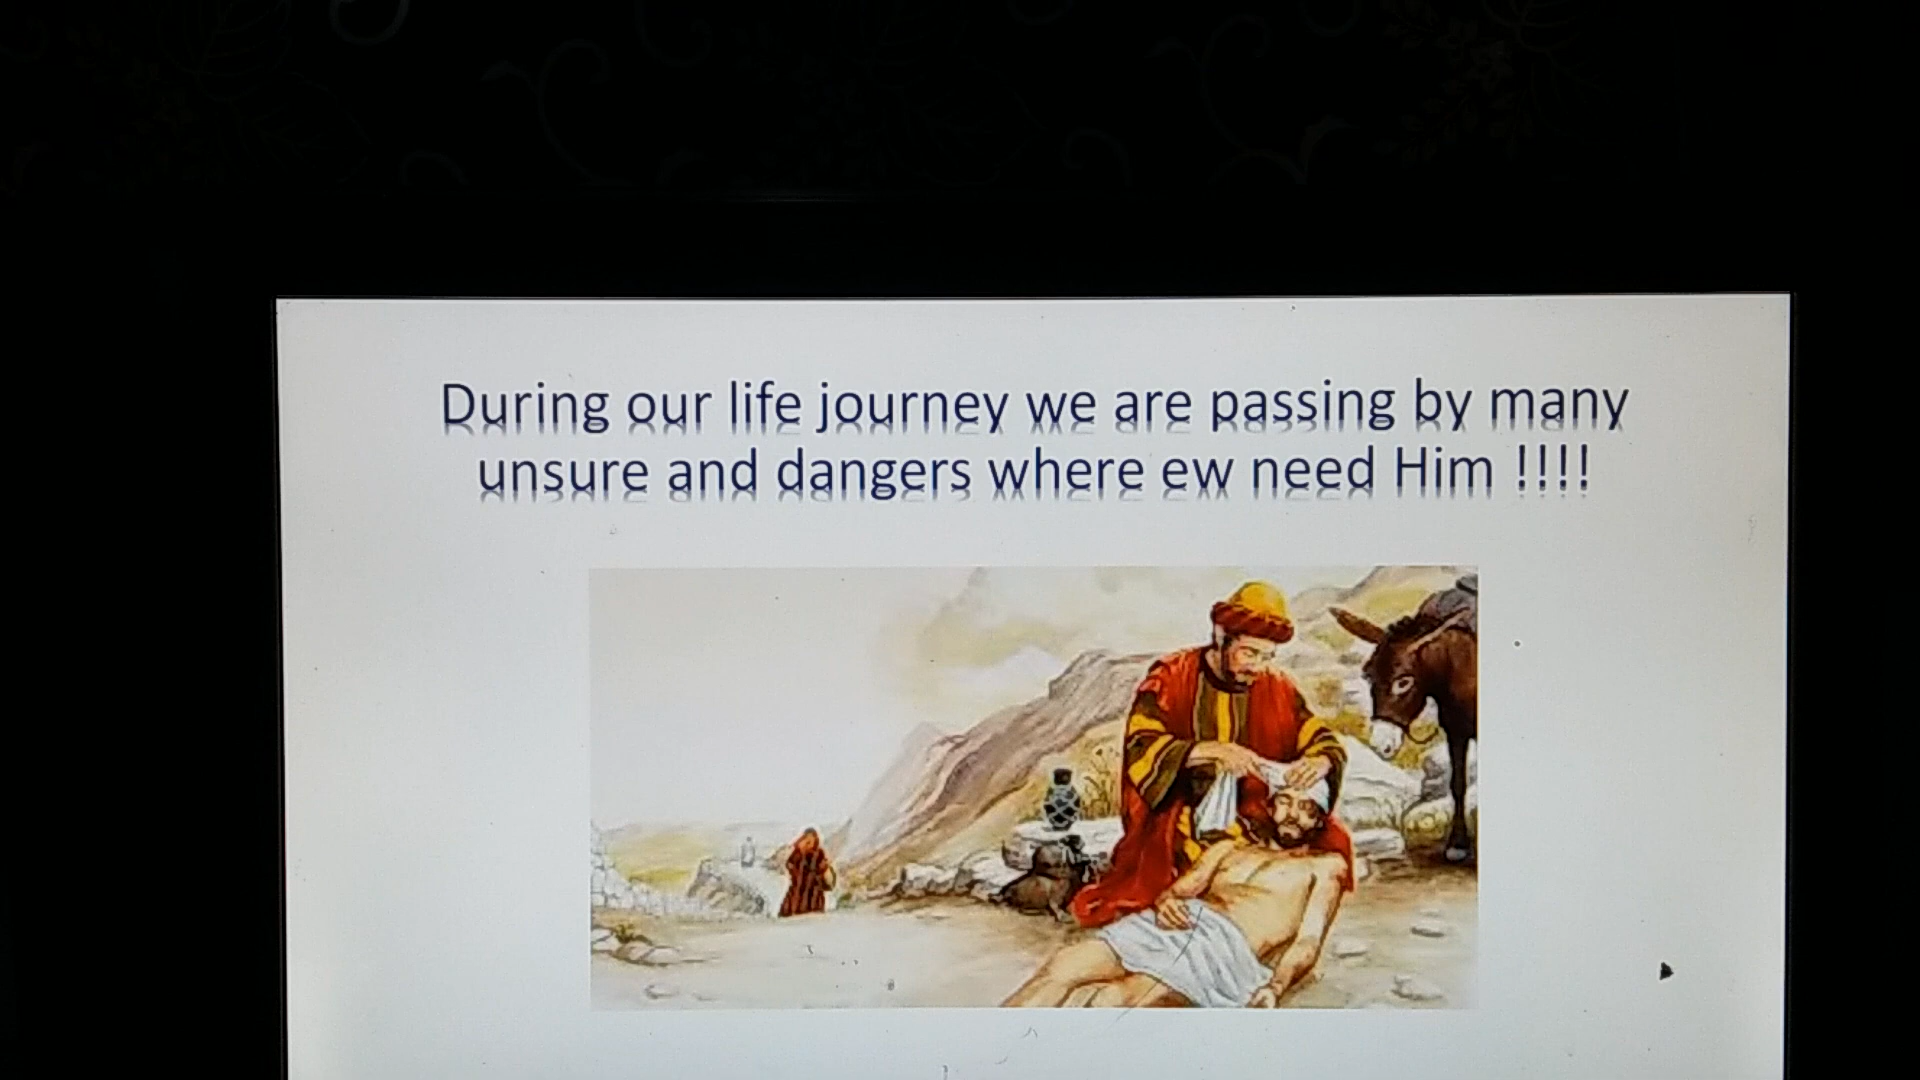 During our life journey we are passing by many
unsure and dangers where ew need Him !!!!